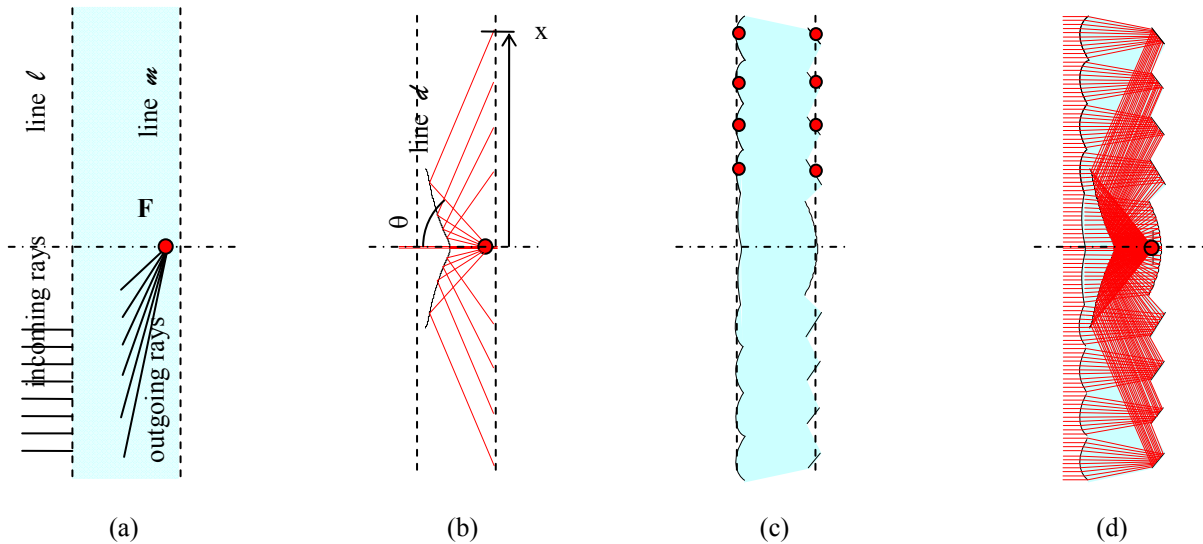 line ℓ
line 𝓂
F
incoming rays
outgoing rays
(a)
x
line 𝒹
θ
(b)
(c)
(d)